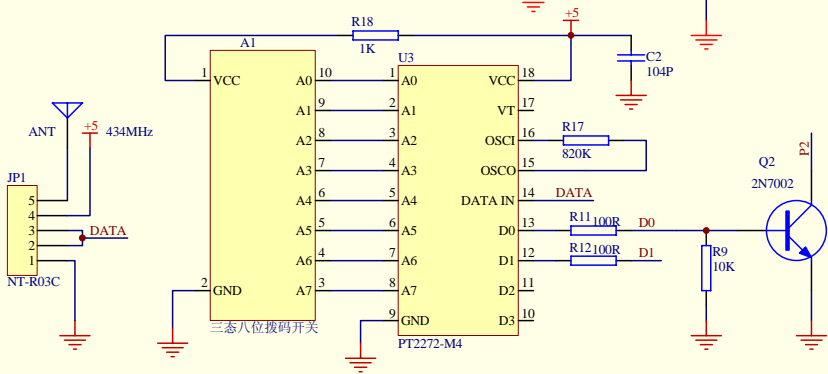 +5
R18
1K
A1
1 VCC
A0 10
A1 9
A2 8
A3 7
A4 6
A5 5
A6 4
A7 3
2 GND
三态八位拨码开关
U3
1 A0
2 A1
3 A2
4 A3
5 A4
6 A5
7 A6
8 A7
9 GND
VCC 18
VT 17
OSCI 16
OSCO 15
DATA IN 14
D0 13
D1 12
D2 11
D3 10
PT2272-M4
C2
104P
R17
820K
DATA
R11 100R D0
R12 100R D1
R9
10K
Q2
2N7002
P2
ANT
+5
434MHz
JP1
5
4
3
2
1
DATA
NT-R03C